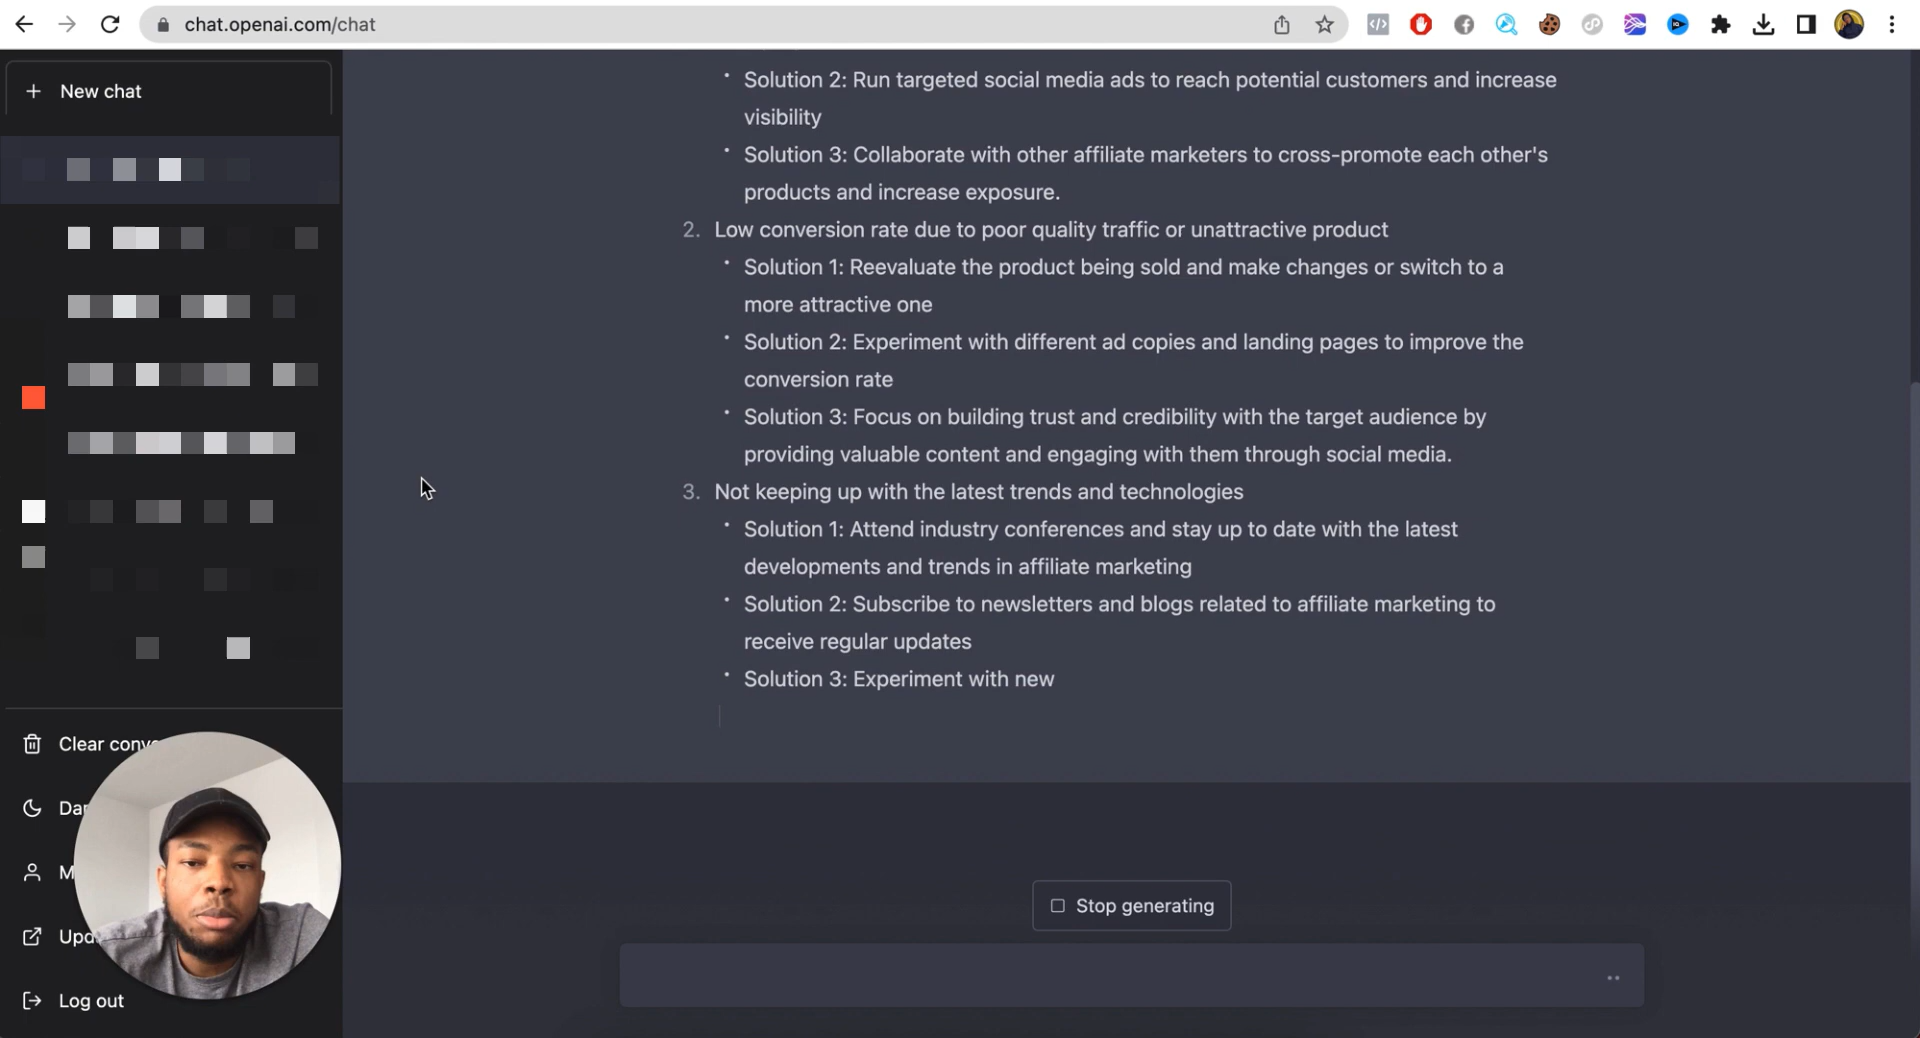 chat.openai.com/chat
New chat
Solution 2: Run targeted social media ads to reach potential customers and increase
visibility
Solution 3: Collaborate with other affiliate marketers to cross-promote each other's
products and increase exposure.
2. Low conversion rate due to poor quality traffic or unattractive product
Solution 1: Reevaluate the product being sold and make changes or switch to a
more attractive one
Solution 2: Experiment with different ad copies and landing pages to improve the
conversion rate
Solution 3: Focus on building trust and credibility with the target audience by
providing valuable content and engaging with them through social media.
3. Not keeping up with the latest trends and technologies
Solution 1: Attend industry conferences and stay up to date with the latest
developments and trends in affiliate marketing
Solution 2: Subscribe to newsletters and blogs related to affiliate marketing to
receive regular updates
Solution 3: Experiment with new
Clear conve
Da
M
Upd
Log out
Stop generating